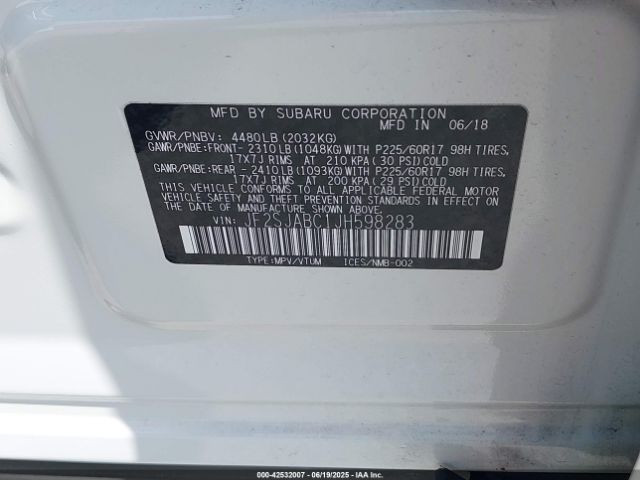 MFD BY SUBARU CORPORATION
MFD IN 06/18
GVWR/PNBV: 4480LB(2032KG)
GAWR/PNBE:FRONT- 2310LB(1048KG)WITH P225/60R17 98H TIRES,
17X7J RIMS AT 210 KPA(30 PSI)COLD
GAWR/PNBE:REAR - 2410LB(1093KG)WITH P225/60R17 98H TIRES,
17X7J RIMS AT 200 KPA(29 PSI)COLD
THIS VEHICLE CONFORMS TO ALL APPLICABLE FEDERAL MOTOR
VEHICLE SAFETY AND THEFT PREVENTION STANDARDS IN EFFECT ON
THE DATE OF MANUFACTURE SHOWN ABOVE.
VIN: JF2SJABC1JH598283
TYPE:MPV/VTUM ICES/NMB-002
000-42532007 - 06/19/2025 - IAA Inc.